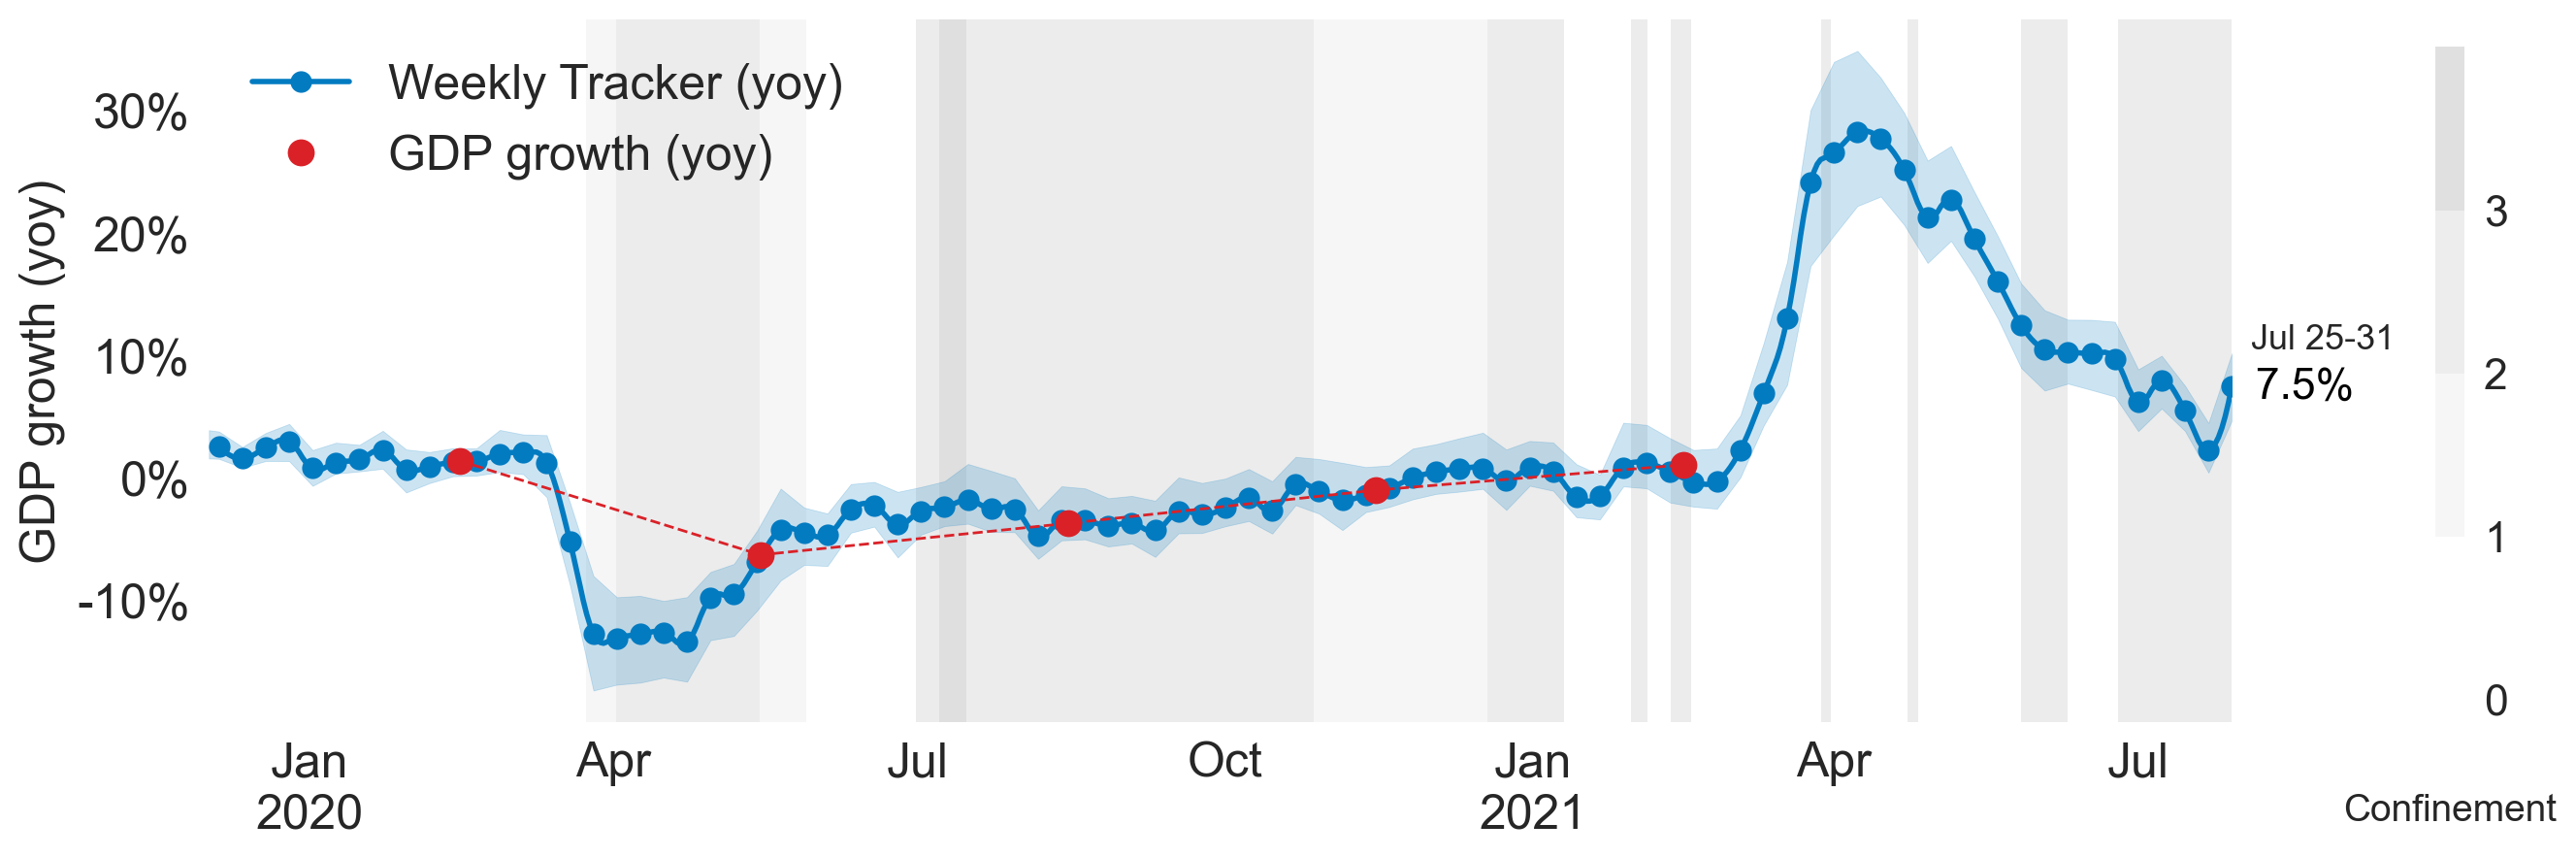 Weekly Tracker (yoy)
GDP growth (yoy)
GDP growth (yoy)
30%
20%
10%
0%
-10%
Jan
2020
Apr
Jul
Oct
Jan
2021
Apr
Jul
Jul 25-31
7.5%
3
2
1
0
Confinement